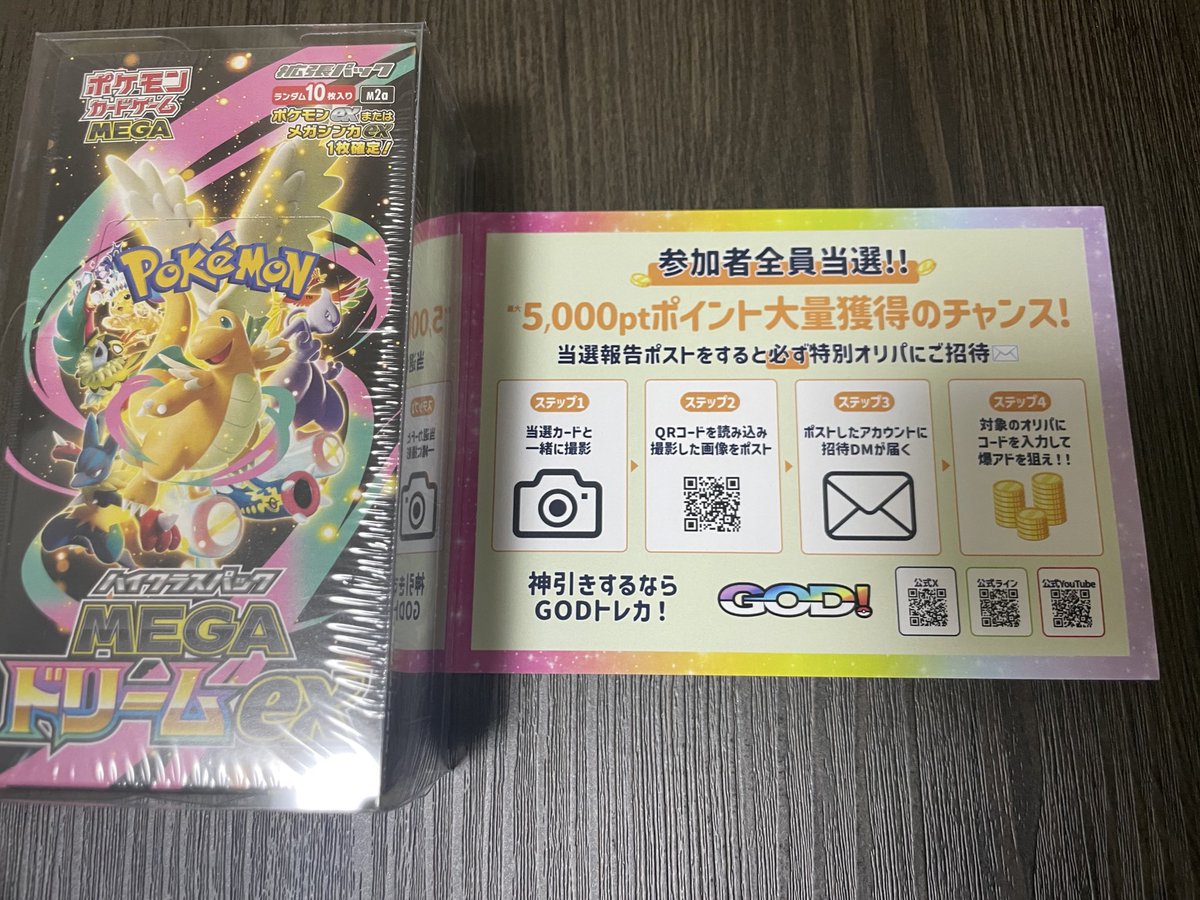 ポケモン
カードゲーム
MEGA
拡張パック
ランダム10枚入り
M2a
ポケモンexまたは
メガシンカex
1枚確定!
POKéMON
ハイクラスパック
MEGA
ドリームex
参加者全員当選!!
最大5,000ptポイント大量獲得のチャンス!
当選報告ポストをすると必ず特別オリパにご招待
ステップ1
当選カードと
一緒に撮影
ステップ2
QRコードを読み込み
撮影した画像をポスト
ステップ3
ポストしたアカウントに
招待DMが届く
ステップ4
対象のオリパに
コードを入力して
爆アドを狙え!!
神引きするなら
GODトレカ!
GOD!
公式X
公式ライン
公式YouTube